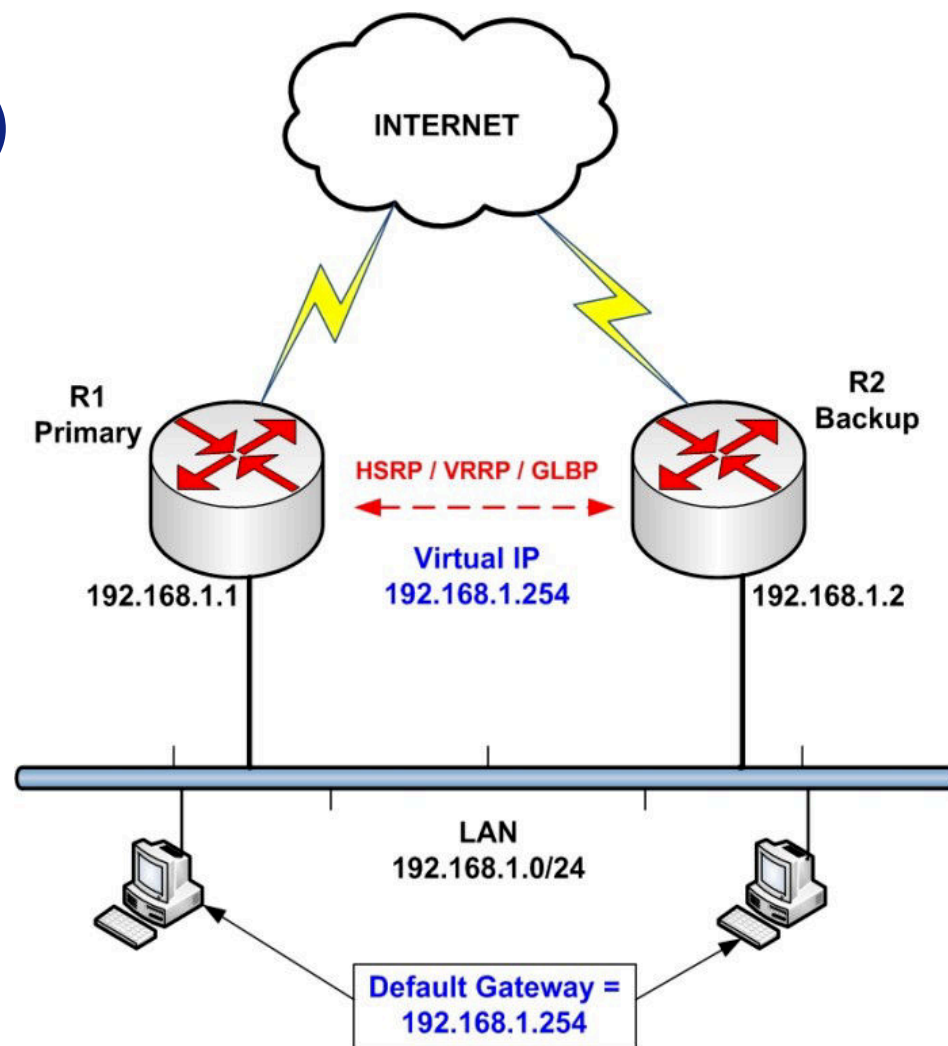 INTERNET
R1
Primary
R2
Backup
HSRP / VRRP / GLBP
Virtual IP
192.168.1.254
192.168.1.1
192.168.1.2
LAN
192.168.1.0/24
Default Gateway =
192.168.1.254